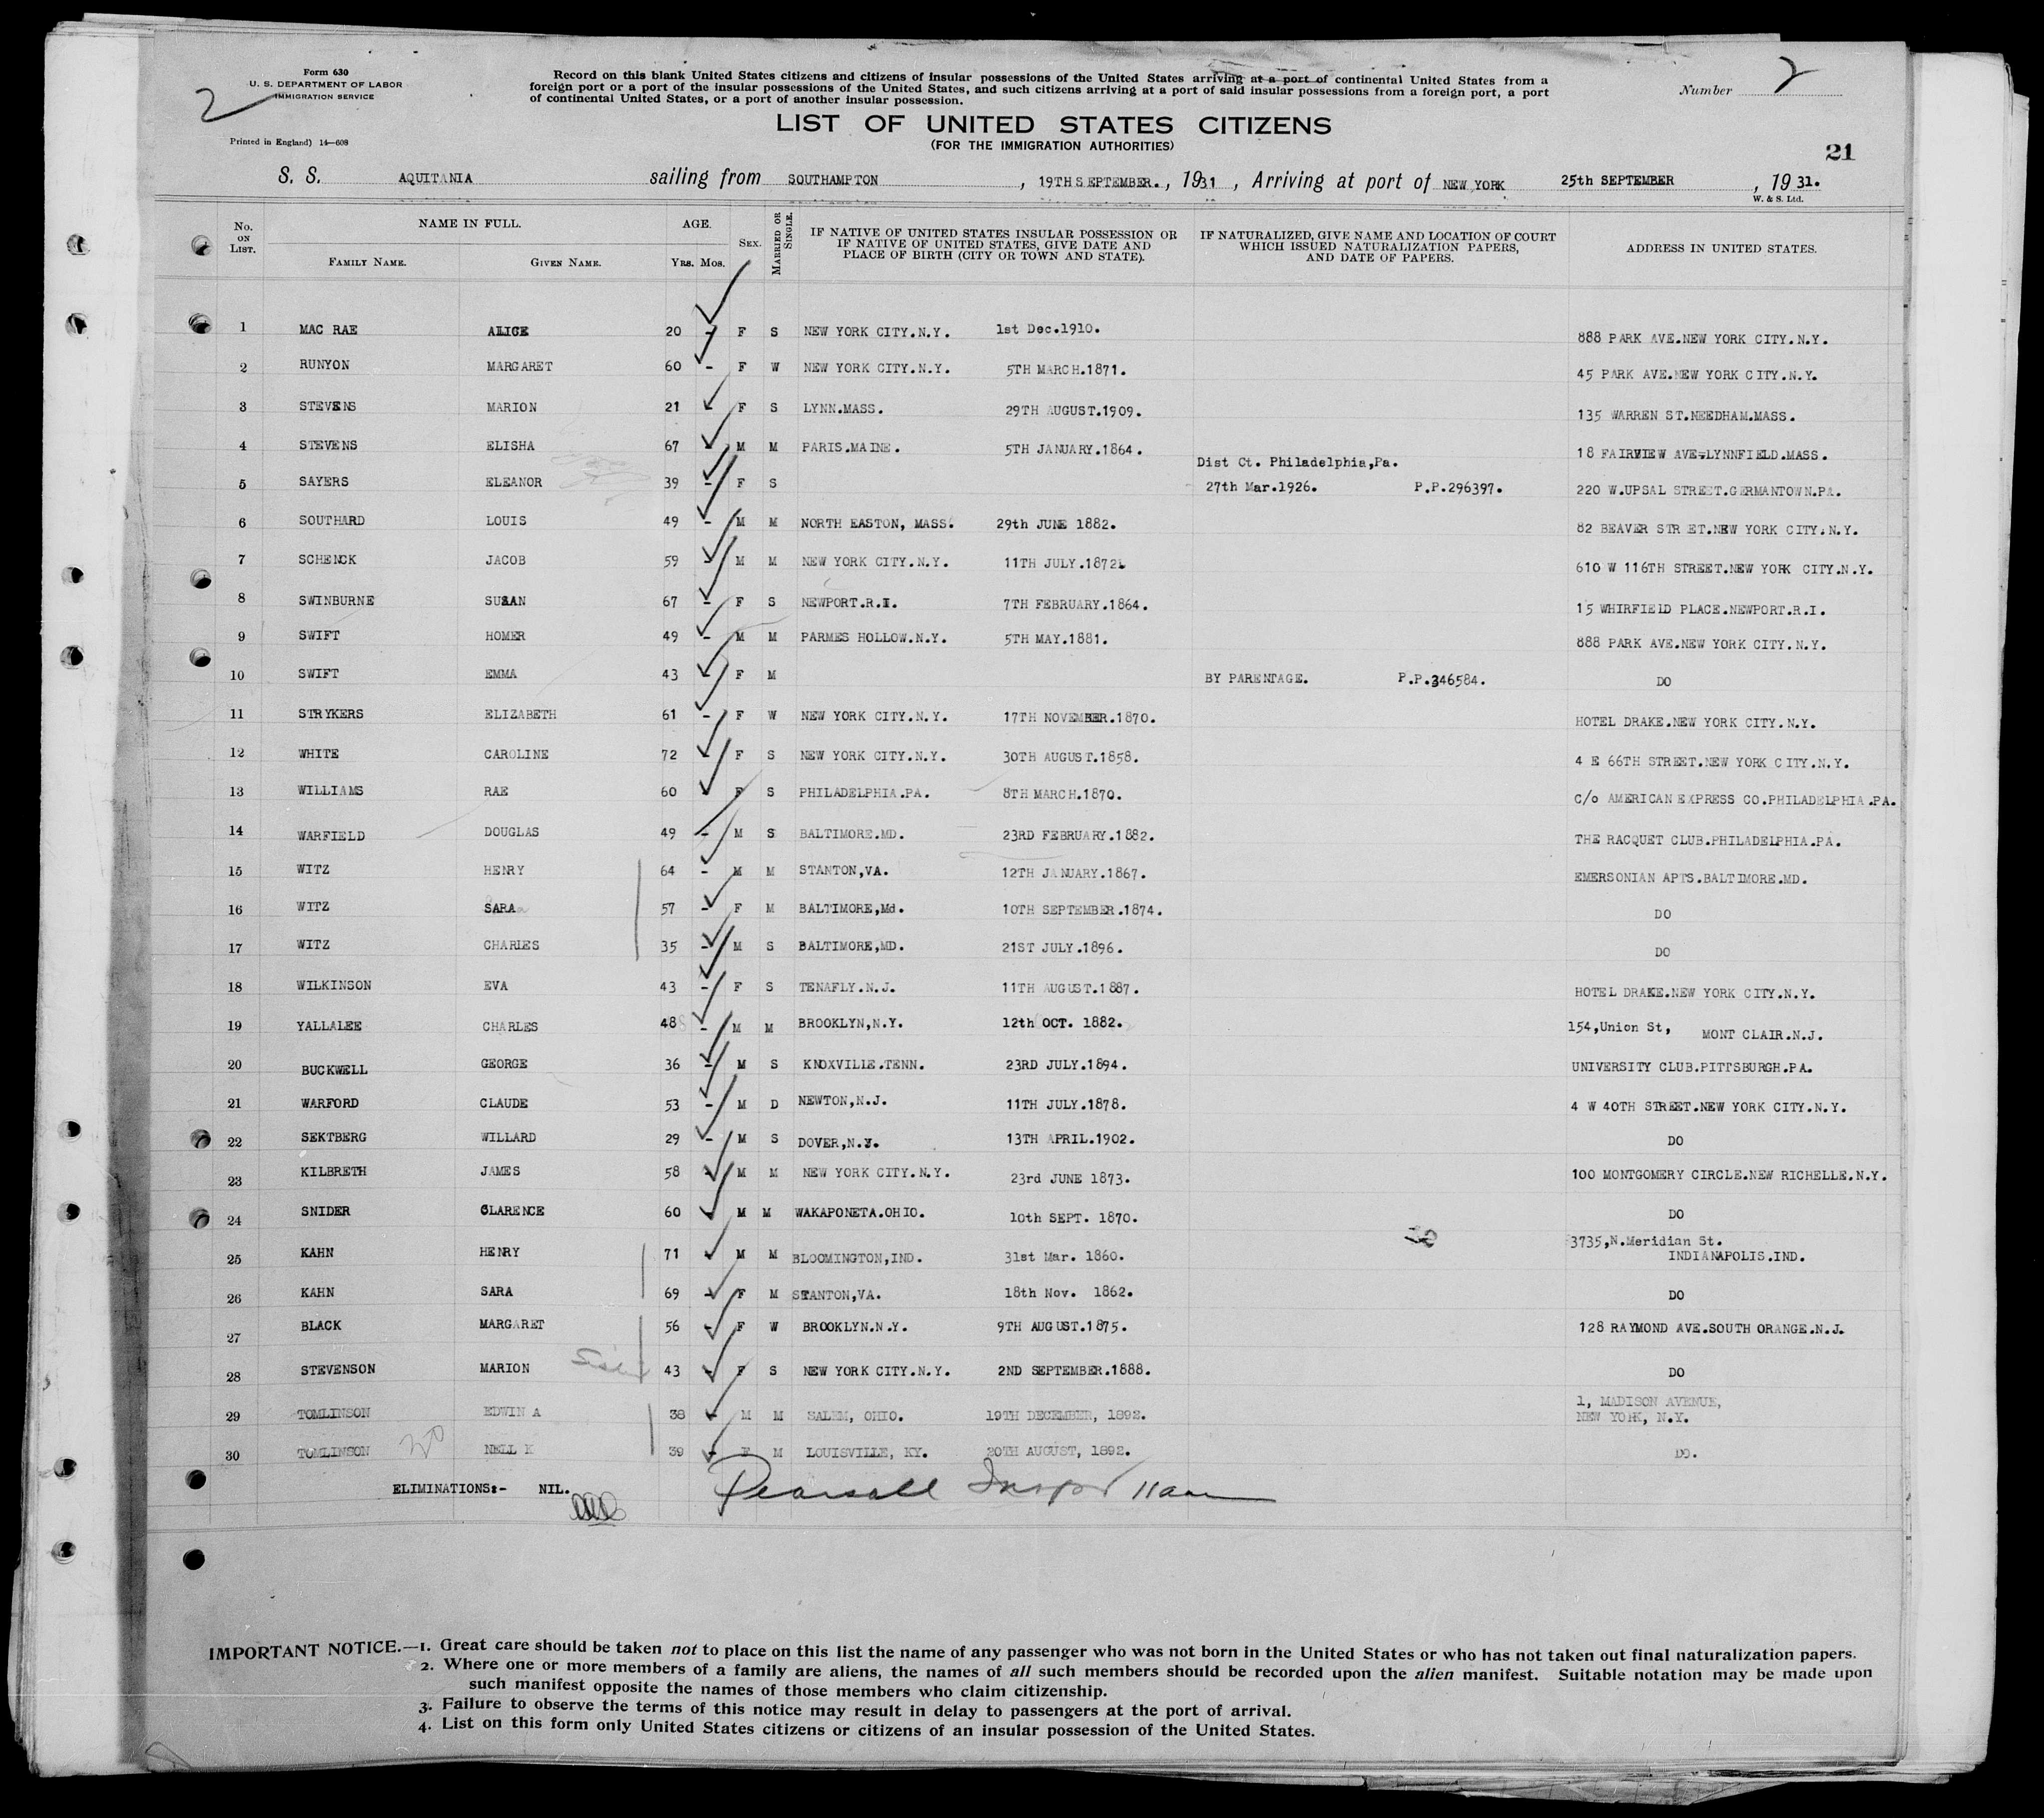 Form 630
U. S. DEPARTMENT OF LABOR
IMMIGRATION SERVICE
2
Printed in England) 14—608
Record on this blank United States citizens and citizens of insular possessions of the United States arriving at a port of continental United States from a
foreign port or a port of the insular possessions of the United States, and such citizens arriving at a port of said insular possessions from a foreign port, a port
of continental United States, or a port of another insular possession.
Number 2
LIST OF UNITED STATES CITIZENS
(FOR THE IMMIGRATION AUTHORITIES)
21
S. S. AQUITANIA sailing from SOUTHAMPTON, 19TH SEPTEMBER., 1931, Arriving at port of NEW YORK 25th SEPTEMBER, 1931.
W. & S. Ltd.
No. ON LIST. NAME IN FULL. FAMILY NAME. GIVEN NAME. AGE. YRS. MOS. SEX. MARRIED OR SINGLE. IF NATIVE OF UNITED STATES INSULAR POSSESSION OR IF NATIVE OF UNITED STATES, GIVE DATE AND PLACE OF BIRTH (CITY OR TOWN AND STATE). IF NATURALIZED, GIVE NAME AND LOCATION OF COURT WHICH ISSUED NATURALIZATION PAPERS, AND DATE OF PAPERS. ADDRESS IN UNITED STATES.
1 MAC RAE ALICE 20 - F S NEW YORK CITY.N.Y. 1st Dec.1910. 888 PARK AVE.NEW YORK CITY.N.Y.
2 RUNYON MARGARET 60 - F W NEW YORK CITY.N.Y. 5TH MARCH.1871. 45 PARK AVE.NEW YORK CITY.N.Y.
3 STEVENS MARION 21 - F S LYNN.MASS. 29TH AUGUST.1909. 135 WARREN ST.NEEDHAM.MASS.
4 STEVENS ELISHA 67 - M M PARIS.MAINE. 5TH JANUARY.1864. 18 FAIRVIEW AVE-LYNNFIELD.MASS.
5 SAYERS ELEANOR 39 - F S Dist Ct. Philadelphia,Pa. 27th Mar.1926. P.P.296397. 220 W.UPSAL STREET.GERMANTOWN.PA.
6 SOUTHARD LOUIS 49 - M M NORTH EASTON, MASS. 29th JUNE 1882. 82 BEAVER STR ET.NEW YORK CITY.N.Y.
7 SCHENCK JACOB 59 - M M NEW YORK CITY.N.Y. 11TH JULY.1872. 610 W 116TH STREET.NEW YORK CITY.N.Y.
8 SWINBURNE SUSAN 67 - F S NEWPORT.R.I. 7TH FEBRUARY.1864. 15 WHIRFIELD PLACE.NEWPORT.R.I.
9 SWIFT HOMER 49 - M M PARMES HOLLOW.N.Y. 5TH MAY.1881. 888 PARK AVE.NEW YORK CITY.N.Y.
10 SWIFT EMMA 43 - F M BY PARENTAGE. P.P.346584. DO
11 STRYKERS ELIZABETH 61 - F W NEW YORK CITY.N.Y. 17TH NOVEMBER.1870. HOTEL DRAKE.NEW YORK CITY.N.Y.
12 WHITE CAROLINE 72 - F S NEW YORK CITY.N.Y. 30TH AUGUST.1858. 4 E 66TH STREET.NEW YORK CITY.N.Y.
13 WILLIAMS RAE 60 - F S PHILADELPHIA.PA. 8TH MARCH.1870. C/o AMERICAN EXPRESS CO.PHILADELPHIA.PA.
14 WARFIELD DOUGLAS 49 - M S BALTIMORE.MD. 23RD FEBRUARY.1882. THE RACQUET CLUB.PHILADELPHIA.PA.
15 WITZ HENRY 64 - M M STANTON,VA. 12TH JANUARY.1867. EMERSONIAN APTS.BALTIMORE.MD.
16 WITZ SARA 57 - F M BALTIMORE,Md. 10TH SEPTEMBER.1874. DO
17 WITZ CHARLES 35 - M S BALTIMORE,MD. 21ST JULY.1896. DO
18 WILKINSON EVA 43 - F S TENAFLY.N.J. 11TH AUGUST.1887. HOTEL DRAKE.NEW YORK CITY.N.Y.
19 YALLALEE CHARLES 48 - M M BROOKLYN,N.Y. 12th OCT. 1882. 154,Union St, MONT CLAIR.N.J.
20 BUCKWELL GEORGE 36 - M S KNOXVILLE.TENN. 23RD JULY.1894. UNIVERSITY CLUB.PITTSBURGH.PA.
21 WARFORD CLAUDE 53 - M D NEWTON,N.J. 11TH JULY.1878. 4 W 40TH STREET.NEW YORK CITY.N.Y.
22 SEKTBERG WILLARD 29 - M S DOVER,N.J. 13TH APRIL.1902. DO
23 KILBRETH JAMES 58 - M M NEW YORK CITY.N.Y. 23rd JUNE 1873. 100 MONTGOMERY CIRCLE.NEW RICHELLE.N.Y.
24 SNIDER CLARENCE 60 - M M WAKAPONETA.OHIO. 10th SEPT. 1870. DO
25 KAHN HENRY 71 - M M BLOOMINGTON,IND. 31st Mar. 1860. 3735,N.Meridian St. INDIANAPOLIS.IND.
26 KAHN SARA 69 - F M STANTON,VA. 18th Nov. 1862. DO
27 BLACK MARGARET 56 - F W BROOKLYN.N.Y. 9TH AUGUST.1875. 128 RAYMOND AVE.SOUTH ORANGE.N.J.
28 STEVENSON MARION 43 - F S NEW YORK CITY.N.Y. 2ND SEPTEMBER.1888. DO
29 TOMLINSON EDWIN A 38 - M M SALEM, OHIO. 19TH DECEMBER, 1892. 1, MADISON AVENUE, NEW YORK, N.Y.
30 TOMLINSON NELL K 39 - F M LOUISVILLE, KY. 20TH AUGUST, 1892. DO.
ELIMINATIONS:- NIL.
Pearsall Inspr 11am
IMPORTANT NOTICE.—1. Great care should be taken not to place on this list the name of any passenger who was not born in the United States or who has not taken out final naturalization papers.
2. Where one or more members of a family are aliens, the names of all such members should be recorded upon the alien manifest. Suitable notation may be made upon
such manifest opposite the names of those members who claim citizenship.
3. Failure to observe the terms of this notice may result in delay to passengers at the port of arrival.
4. List on this form only United States citizens or citizens of an insular possession of the United States.